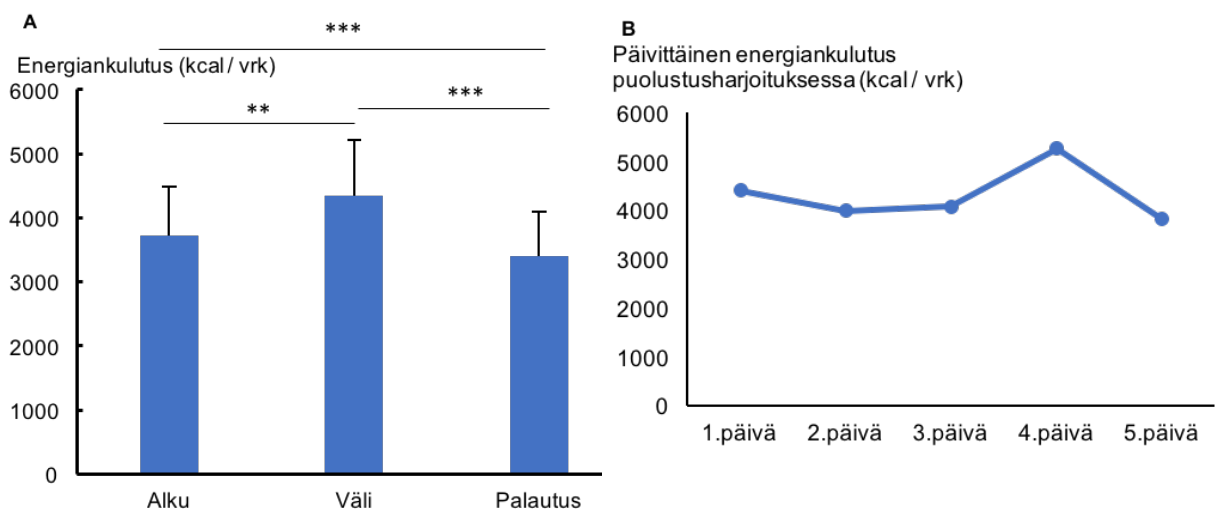 A
***
Energiankulutus (kcal / vrk)
6000
**
***
5000
4000
3000
2000
1000
0
Alku Väli Palautus
B
Päivittäinen energiankulutus
puolustusharjoituksessa (kcal / vrk)
6000
5000
4000
3000
2000
1000
0
1.päivä 2.päivä 3.päivä 4.päivä 5.päivä